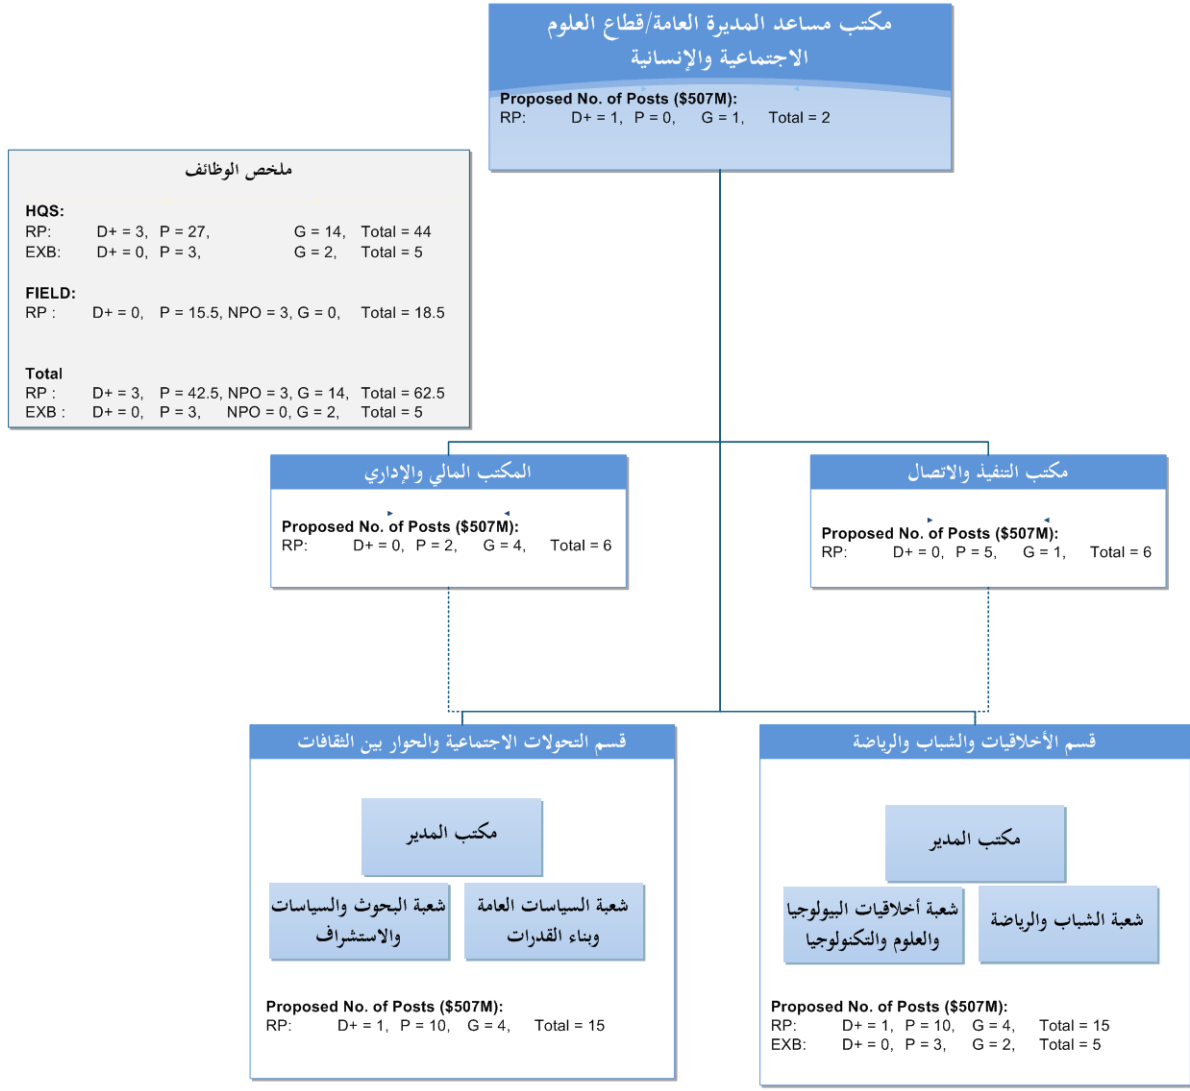 مكتب مساعد المديرة العامة/قطاع العلوم
الاجتماعية والإنسانية
Proposed No. of Posts ($507M):
RP: D+ = 1, P = 0, G = 1, Total = 2
ملخص الوظائف
HQS:
RP: D+ = 3, P = 27, G = 14, Total = 44
EXB: D+ = 0, P = 3, G = 2, Total = 5
FIELD:
RP : D+ = 0, P = 15.5, NPO = 3, G = 0, Total = 18.5
Total
RP : D+ = 3, P = 42.5, NPO = 3, G = 14, Total = 62.5
EXB : D+ = 0, P = 3, NPO = 0, G = 2, Total = 5
مكتب التنفيذ والاتصال
Proposed No. of Posts ($507M):
RP: D+ = 0, P = 5, G = 1, Total = 6
المكتب المالي والإداري
Proposed No. of Posts ($507M):
RP: D+ = 0, P = 2, G = 4, Total = 6
قسم الأخلاقيات والشباب والرياضة
مكتب المدير
شعبة الشباب والرياضة
شعبة أخلاقيات البيولوجيا
والعلوم والتكنولوجيا
Proposed No. of Posts ($507M):
RP: D+ = 1, P = 10, G = 4, Total = 15
EXB: D+ = 0, P = 3, G = 2, Total = 5
قسم التحولات الاجتماعية والحوار بين الثقافات
مكتب المدير
شعبة السياسات العامة
وبناء القدرات
شعبة البحوث والسياسات
والاستشراف
Proposed No. of Posts ($507M):
RP: D+ = 1, P = 10, G = 4, Total = 15